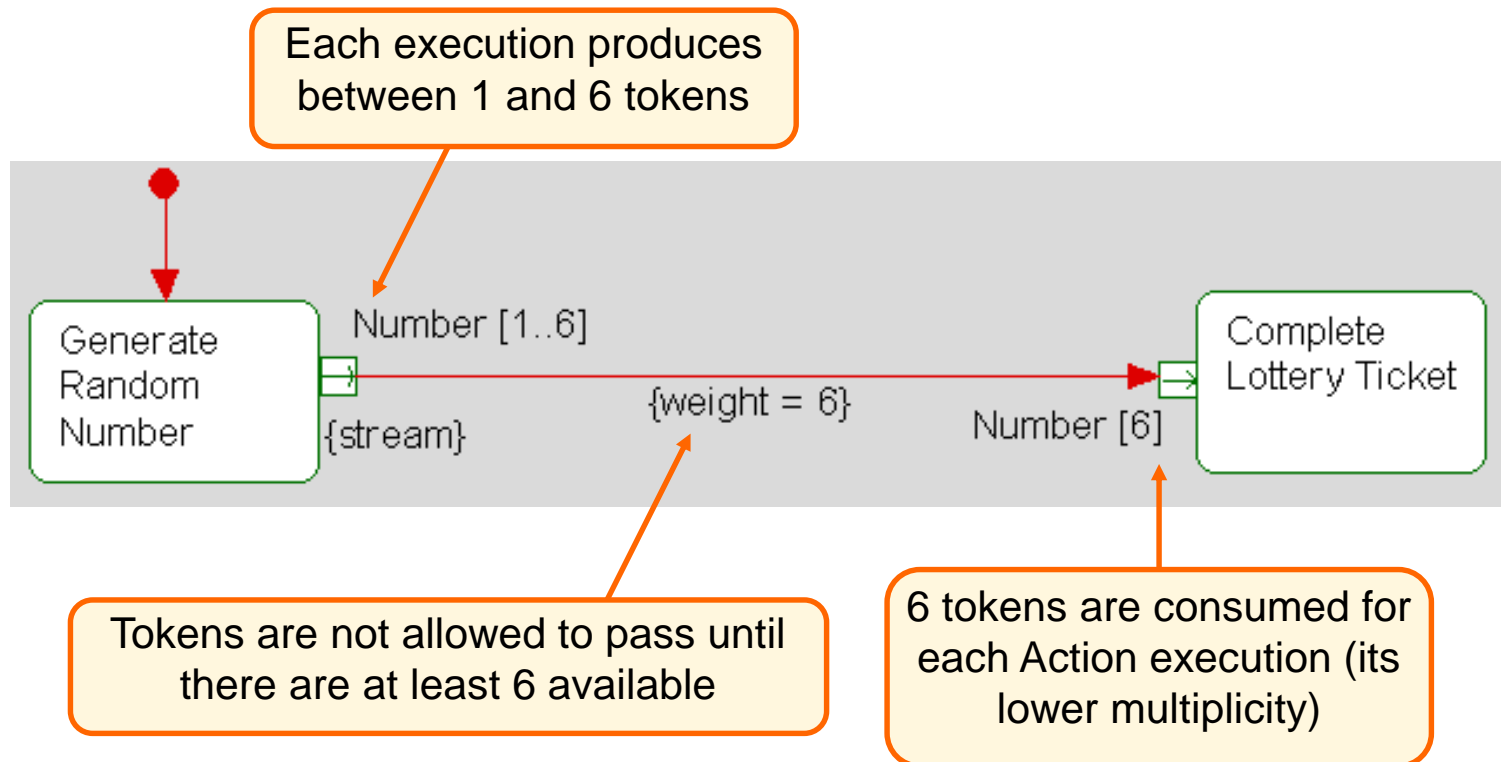 Each execution produces
between 1 and 6 tokens
Number [1..6]
Generate
Random
Number
{stream}
{weight = 6}
Number [6]
Complete
Lottery Ticket
Tokens are not allowed to pass until
there are at least 6 available
6 tokens are consumed for
each Action execution (its
lower multiplicity)